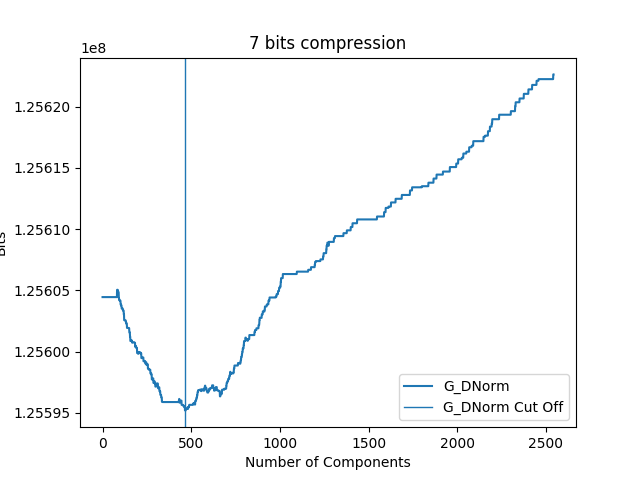 7 bits compression
1e8
1.25620
1.25615
1.25610
1.25605
1.25600
1.25595
Bits
0 500 1000 1500 2000 2500
Number of Components
G_DNorm
G_DNorm Cut Off